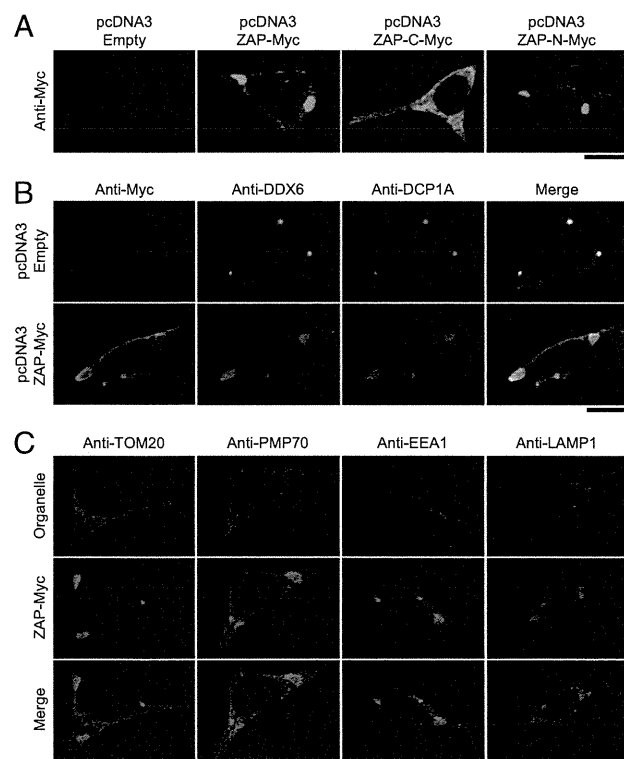 A
pcDNA3 Empty
pcDNA3 ZAP-Myc
pcDNA3 ZAP-C-Myc
pcDNA3 ZAP-N-Myc
Anti-Myc
B
Anti-Myc
Anti-DDX6
Anti-DCP1A
Merge
pcDNA3 Empty
pcDNA3 ZAP-Myc
C
Anti-TOM20
Anti-PMP70
Anti-EEA1
Anti-LAMP1
Organelle
ZAP-Myc
Merge